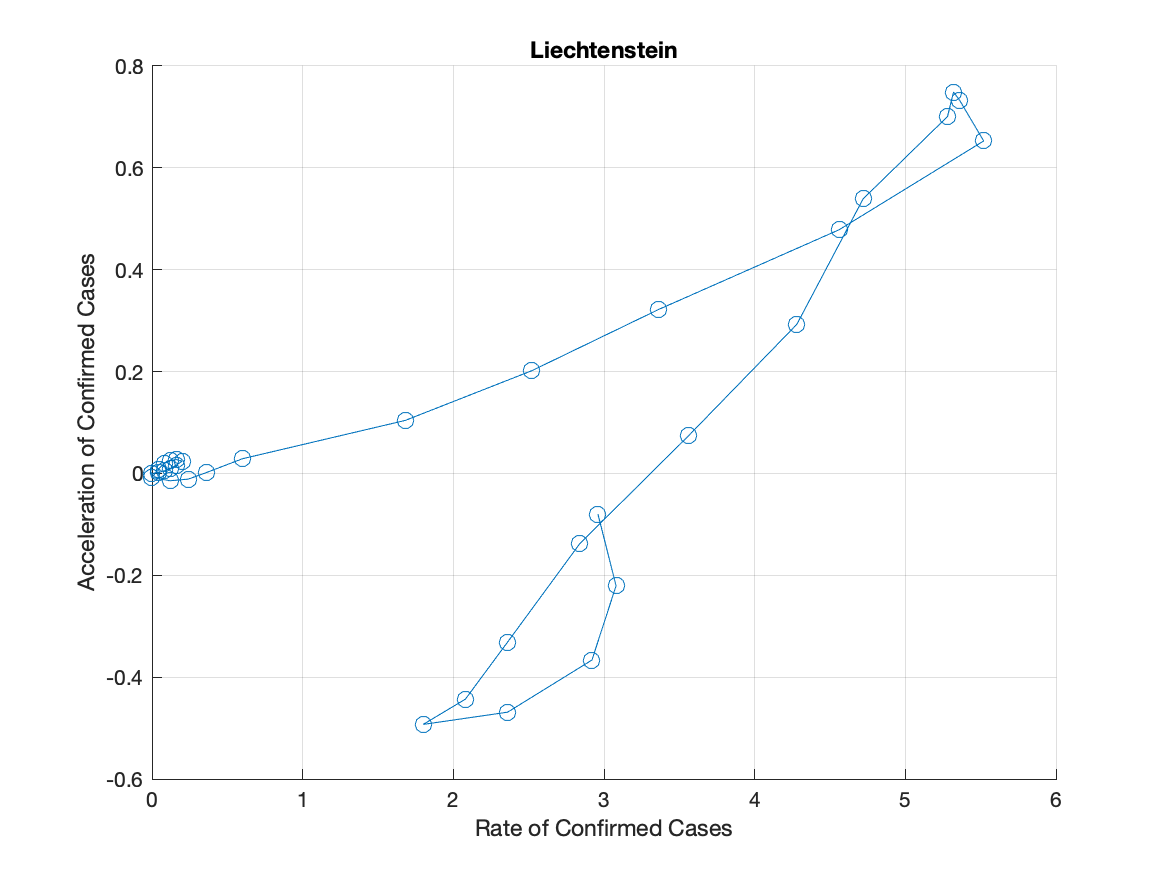 Liechtenstein
Acceleration of Confirmed Cases
0.8
0.6
0.4
0.2
0
-0.2
-0.4
-0.6
0 1 2 3 4 5 6
Rate of Confirmed Cases